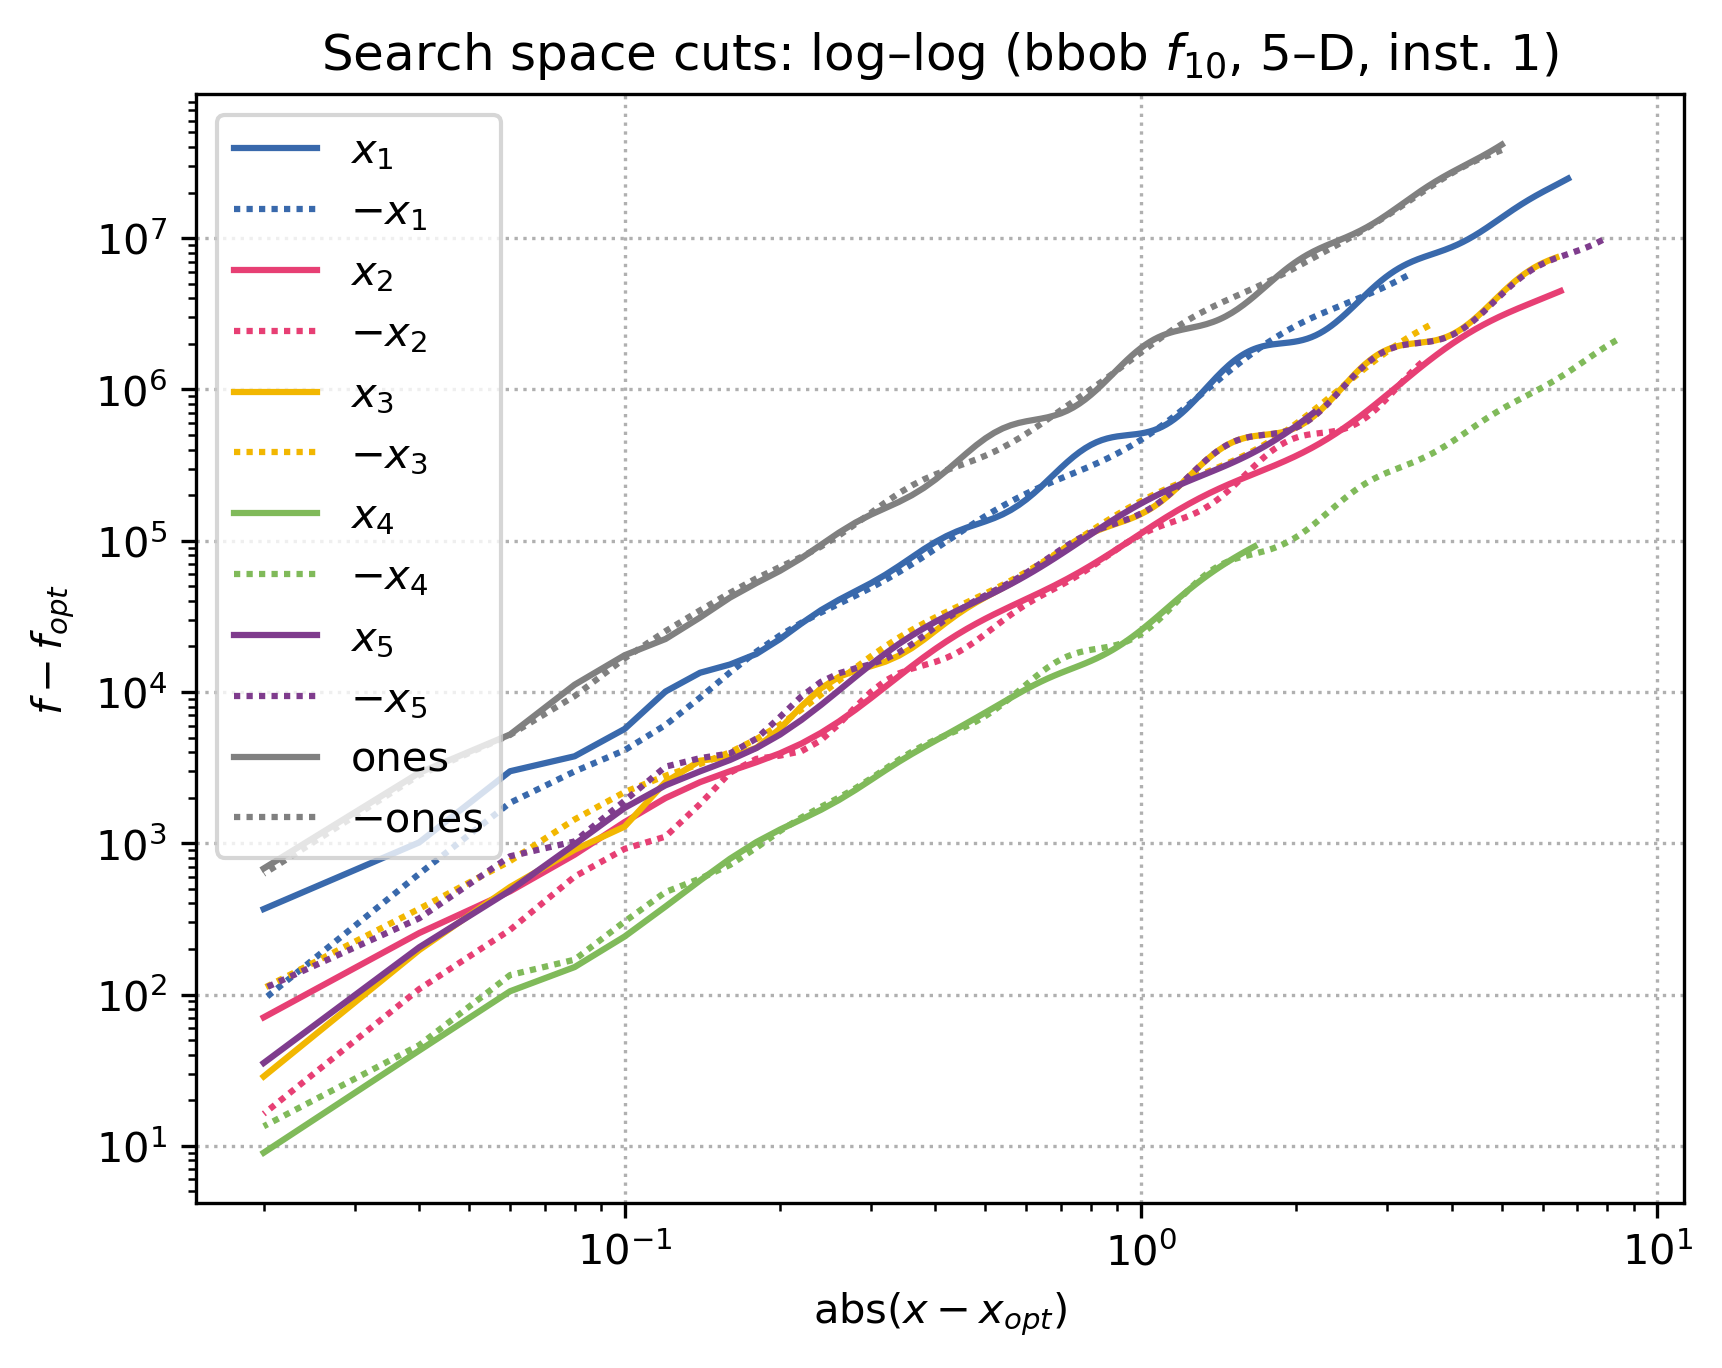 Search space cuts: log–log (bbob $f_{10}$, 5–D, inst. 1)
$x_1$
$-x_1$
$x_2$
$-x_2$
$x_3$
$-x_3$
$x_4$
$-x_4$
$x_5$
$-x_5$
ones
−ones
$f - f_{opt}$
$10^7$
$10^6$
$10^5$
$10^4$
$10^3$
$10^2$
$10^1$
$10^{-1}$
$10^0$
$10^1$
abs($x - x_{opt}$)